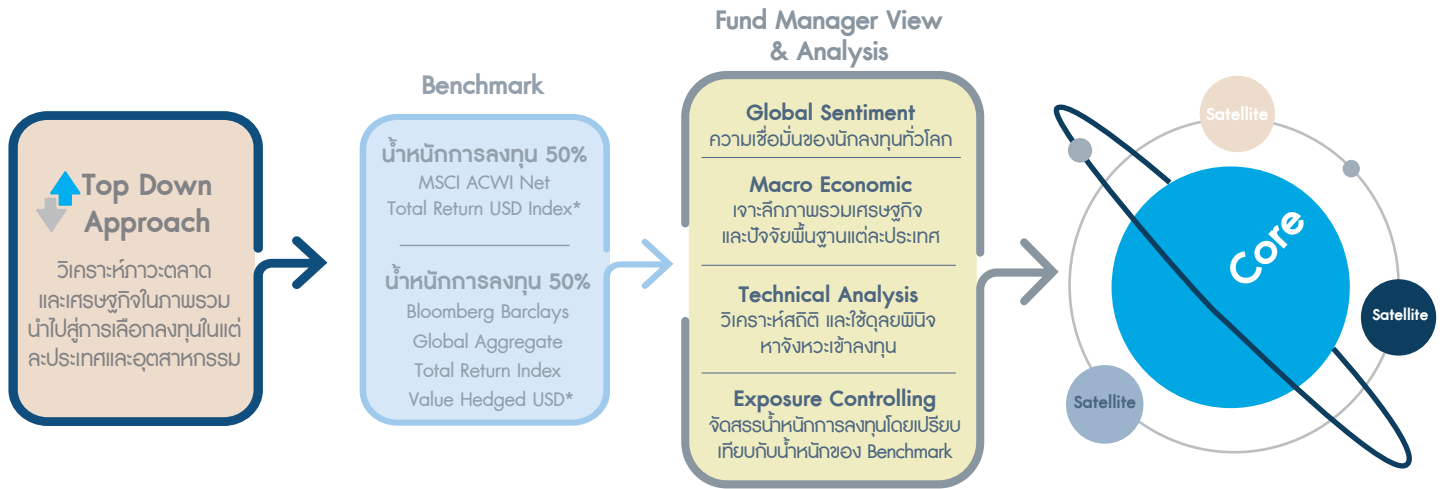 Top Down
Approach
วิเคราะห์ภาวะตลาด
และเศรษฐกิจในภาพรวม
นำไปสู่การเลือกลงทุนในแต่
ละประเทศและอุตสาหกรรม
Benchmark
น้ำหนักการลงทุน 50%
MSCI ACWI Net
Total Return USD Index*
น้ำหนักการลงทุน 50%
Bloomberg Barclays
Global Aggregate
Total Return Index
Value Hedged USD*
Fund Manager View
& Analysis
Global Sentiment
ความเชื่อมั่นของนักลงทุนทั่วโลก
Macro Economic
เจาะลึกภาพรวมเศรษฐกิจ
และปัจจัยพื้นฐานแต่ละประเทศ
Technical Analysis
วิเคราะห์สถิติ และใช้ดุลยพินิจ
หาจังหวะเข้าลงทุน
Exposure Controlling
จัดสรรน้ำหนักการลงทุนโดยเปรียบ
เทียบกับน้ำหนักของ Benchmark
Satellite
Core
Satellite
Satellite